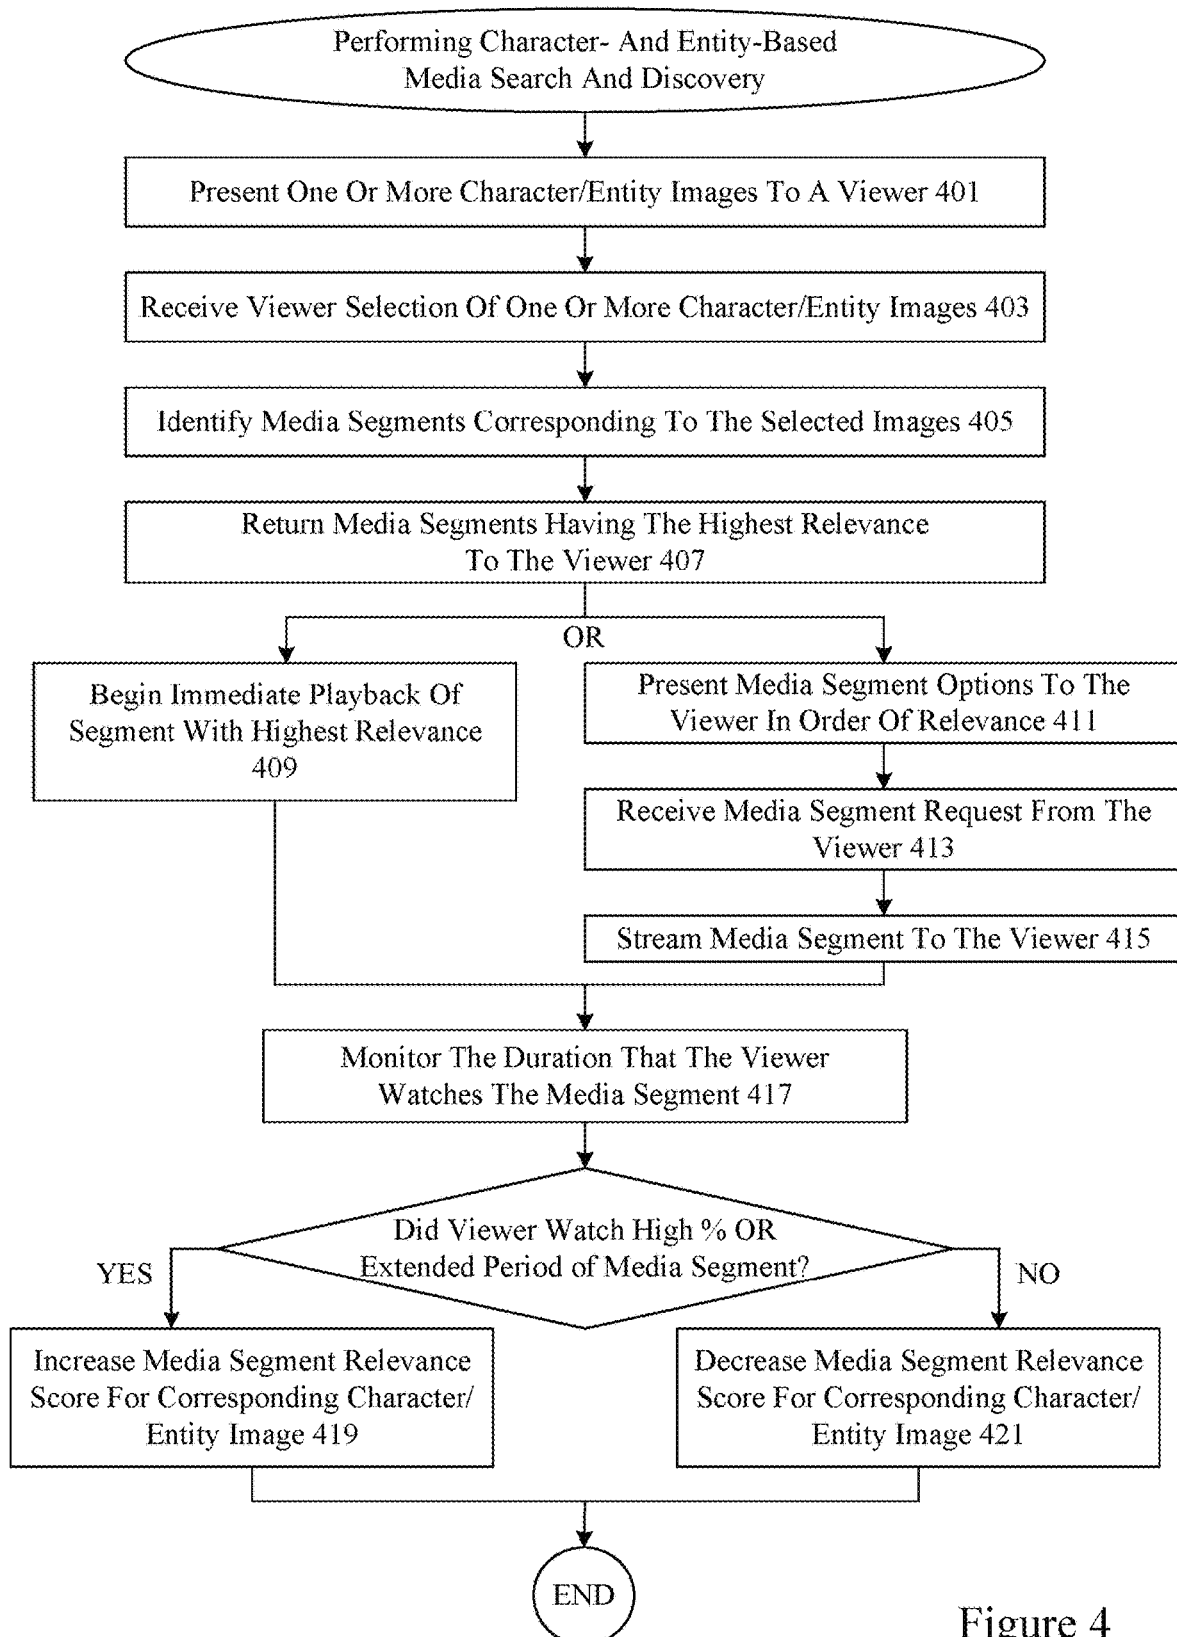 Performing Character- And Entity-Based
Media Search And Discovery
Present One Or More Character/Entity Images To A Viewer 401
Receive Viewer Selection Of One Or More Character/Entity Images 403
Identify Media Segments Corresponding To The Selected Images 405
Return Media Segments Having The Highest Relevance
To The Viewer 407
OR
Begin Immediate Playback Of
Segment With Highest Relevance
409
Present Media Segment Options To The
Viewer In Order Of Relevance 411
Receive Media Segment Request From The
Viewer 413
Stream Media Segment To The Viewer 415
Monitor The Duration That The Viewer
Watches The Media Segment 417
Did Viewer Watch High % OR
Extended Period of Media Segment?
YES
NO
Increase Media Segment Relevance
Score For Corresponding Character/
Entity Image 419
Decrease Media Segment Relevance
Score For Corresponding Character/
Entity Image 421
END
Figure 4